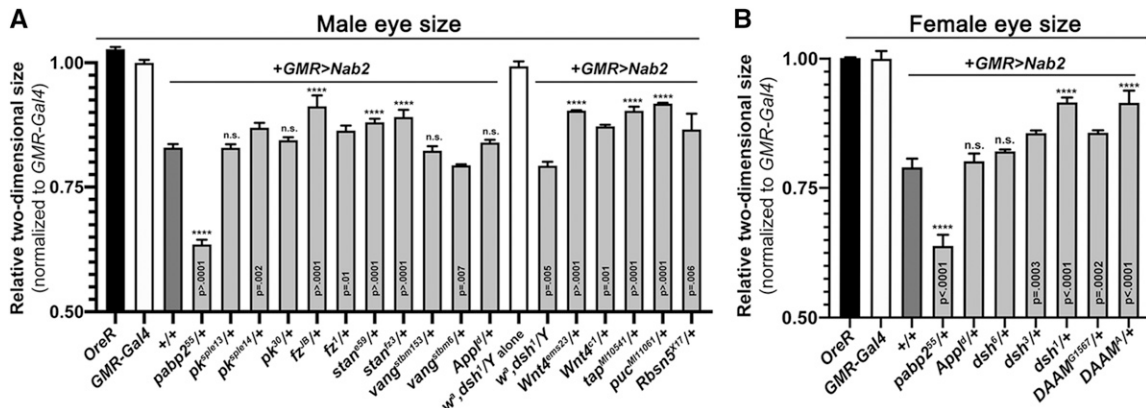 A
Male eye size
Relative two-dimensional size
(normalized to GMR-Gal4)
1.00
0.75
0.50
+GMR>Nab2
+GMR>Nab2
****
n.s.
n.s.
****
****
****
n.s.
n.s.
****
****
****
p>.0001
p=.002
p>.0001
p=.01
p>.0001
p>.0001
p=.007
p=.005
p>.0001
p=.001
p>.0001
p>.0001
p=.006
OreR
GMR-Gal4
+/+
pabp2⁵⁵/+
pk^sple13/+
pk^sple14/+
pk³⁰/+
fz^JB/+
fz¹/+
stan^e59/+
stan^fz3/+
vang^stbm153/+
vang^stbm6/+
Appl^d/+
wᵃ,dsh¹/Y alone
wᵃ,dsh¹/Y
Wnt4^ems23/+
Wnt4^c1/+
tap^MI10541/+
puc^MI11061/+
Rbsn5^K17/+
B
Female eye size
Relative two-dimensional size
(normalized to GMR-Gal4)
1.00
0.75
0.50
+GMR>Nab2
****
n.s.
n.s.
****
****
p<.0001
p=.0003
p<.0001
p=.0002
p<.0001
OreR
GMR-Gal4
+/+
pabp2⁵⁵/+
Appl^d/+
dsh⁶/+
dsh³/+
dsh¹/+
DAAM^G1567/+
DAAM^A/+